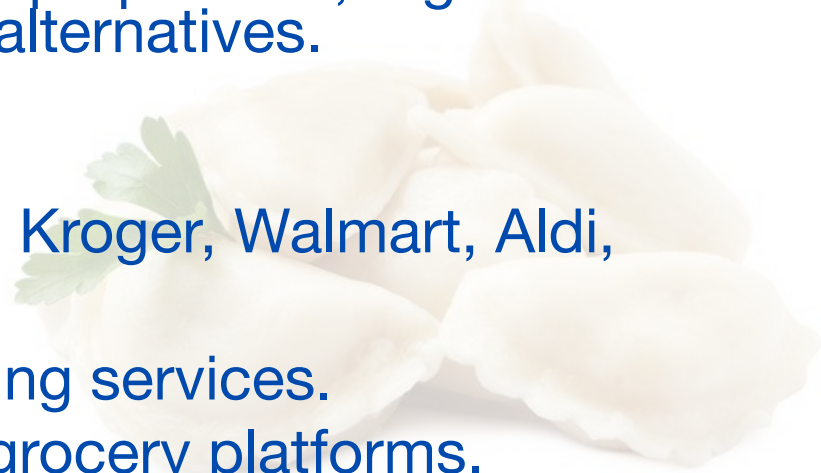 alternatives.
Kroger, Walmart, Aldi,
ng services.
grocery platforms.